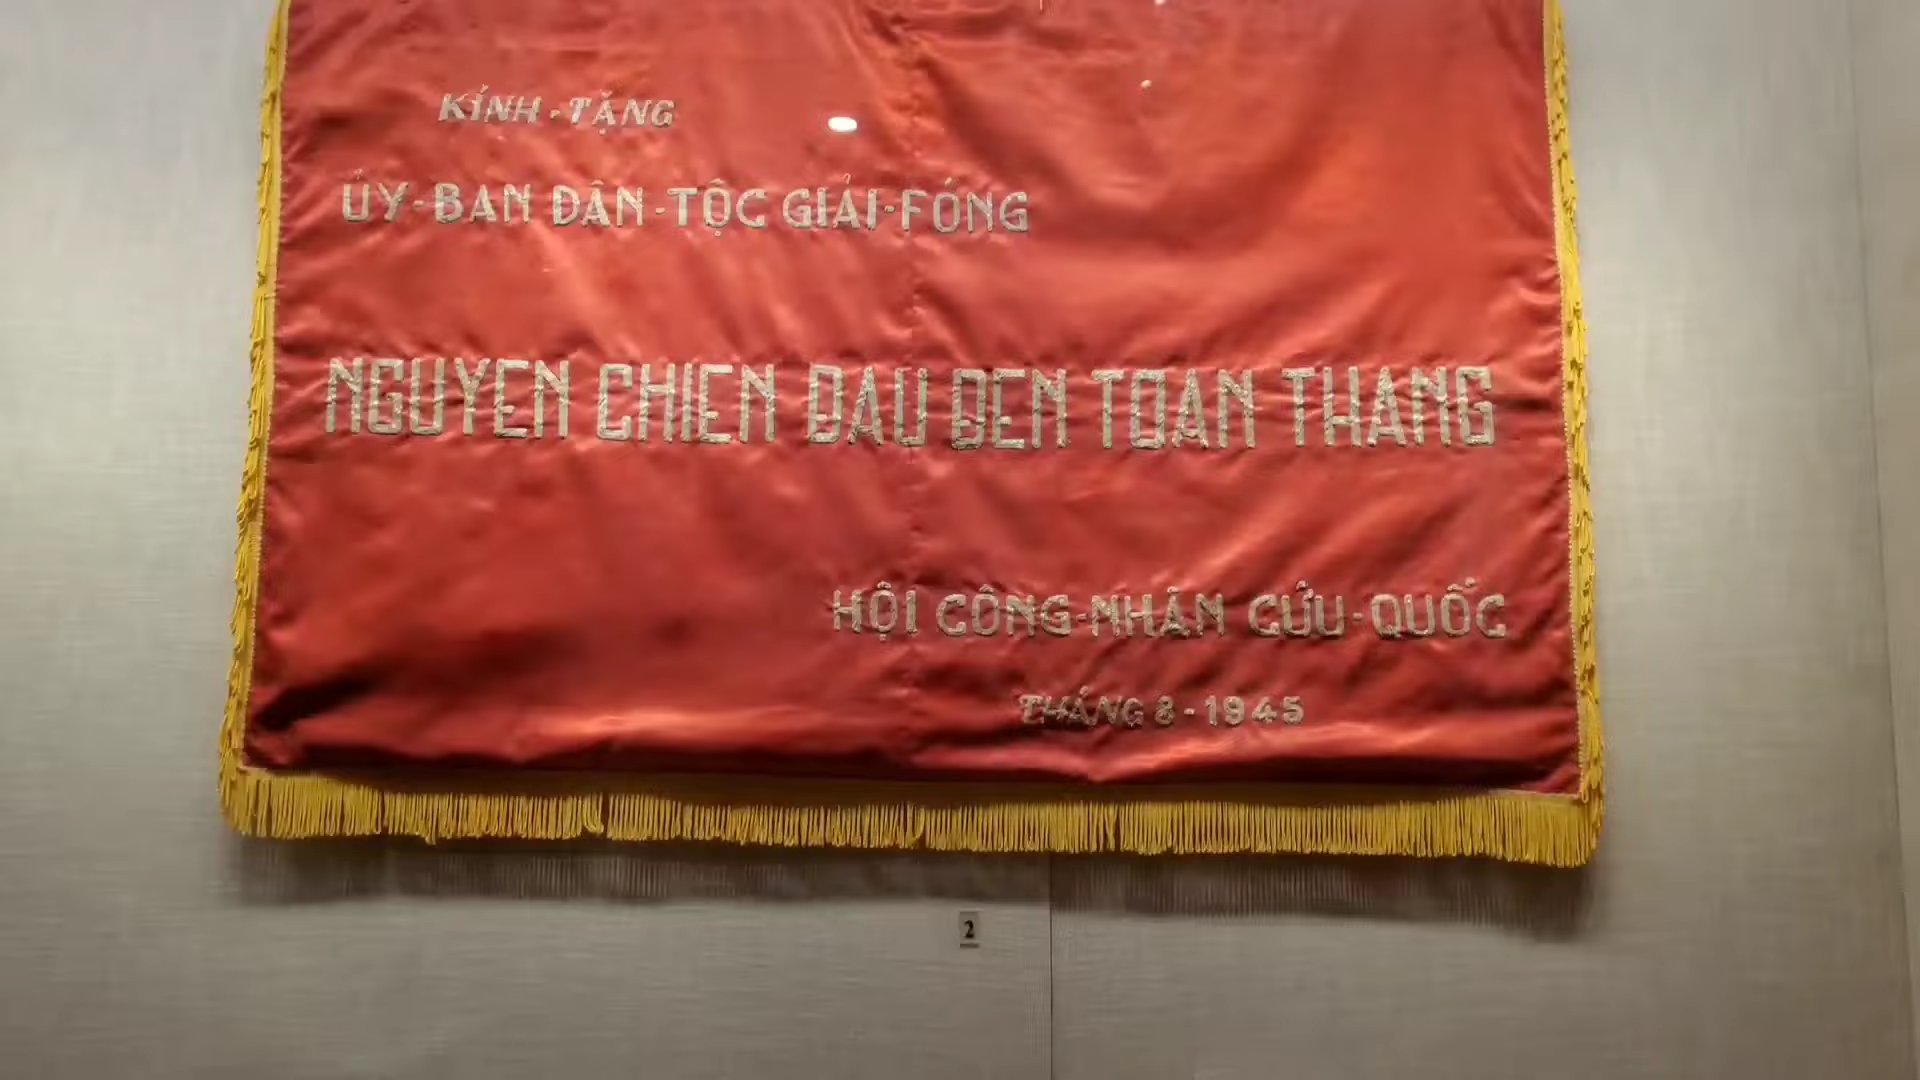 KÍNH-TẶNG
ỦY-BAN DÂN-TỘC GIẢI-FÓNG
NGUYEN CHIEN ĐAU ĐEN TOAN THANG
HỘI CÔNG-NHÂN CỨU-QUỐC
THÁNG 8-1945
2